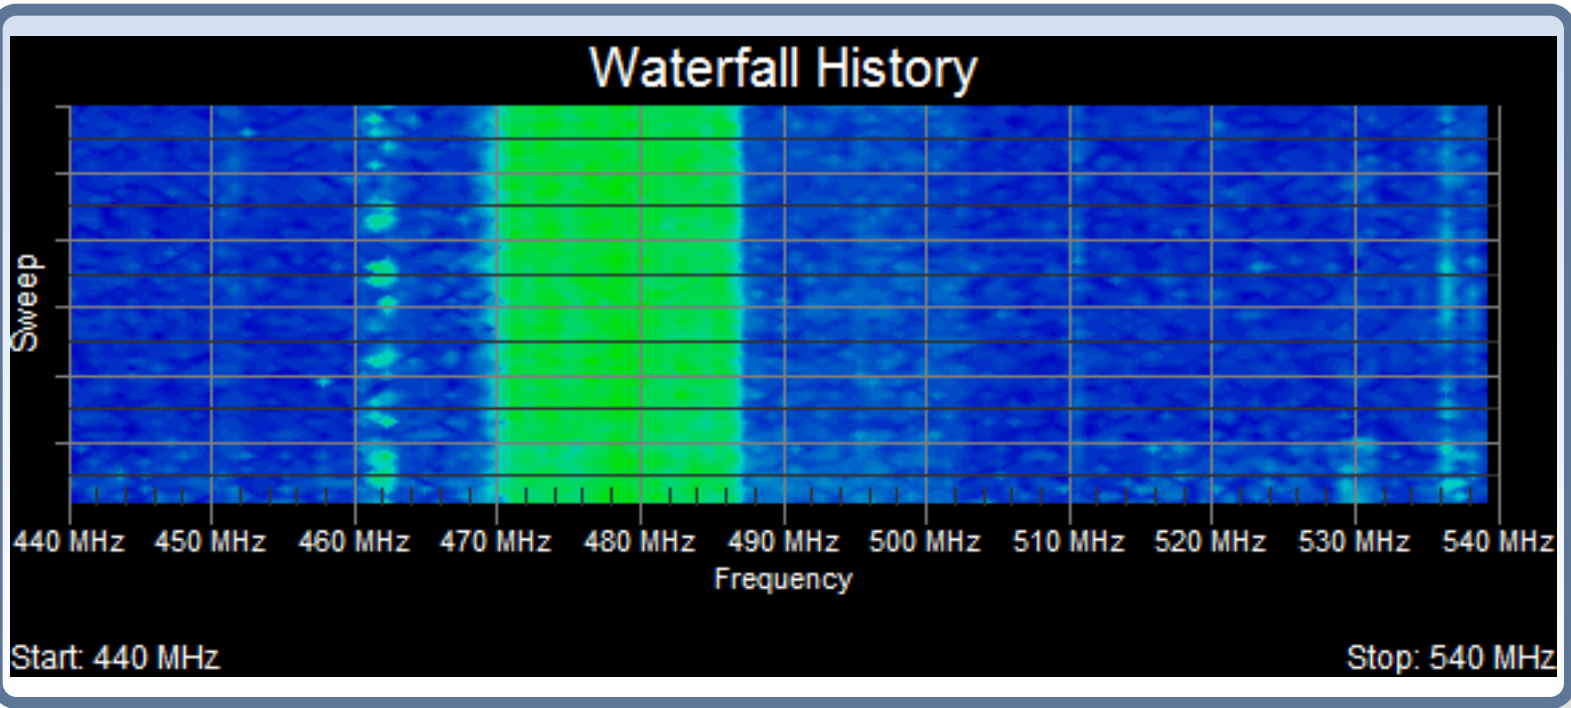 Waterfall History
Sweep
440 MHz 450 MHz 460 MHz 470 MHz 480 MHz 490 MHz 500 MHz 510 MHz 520 MHz 530 MHz 540 MHz
Frequency
Start: 440 MHz Stop: 540 MHz